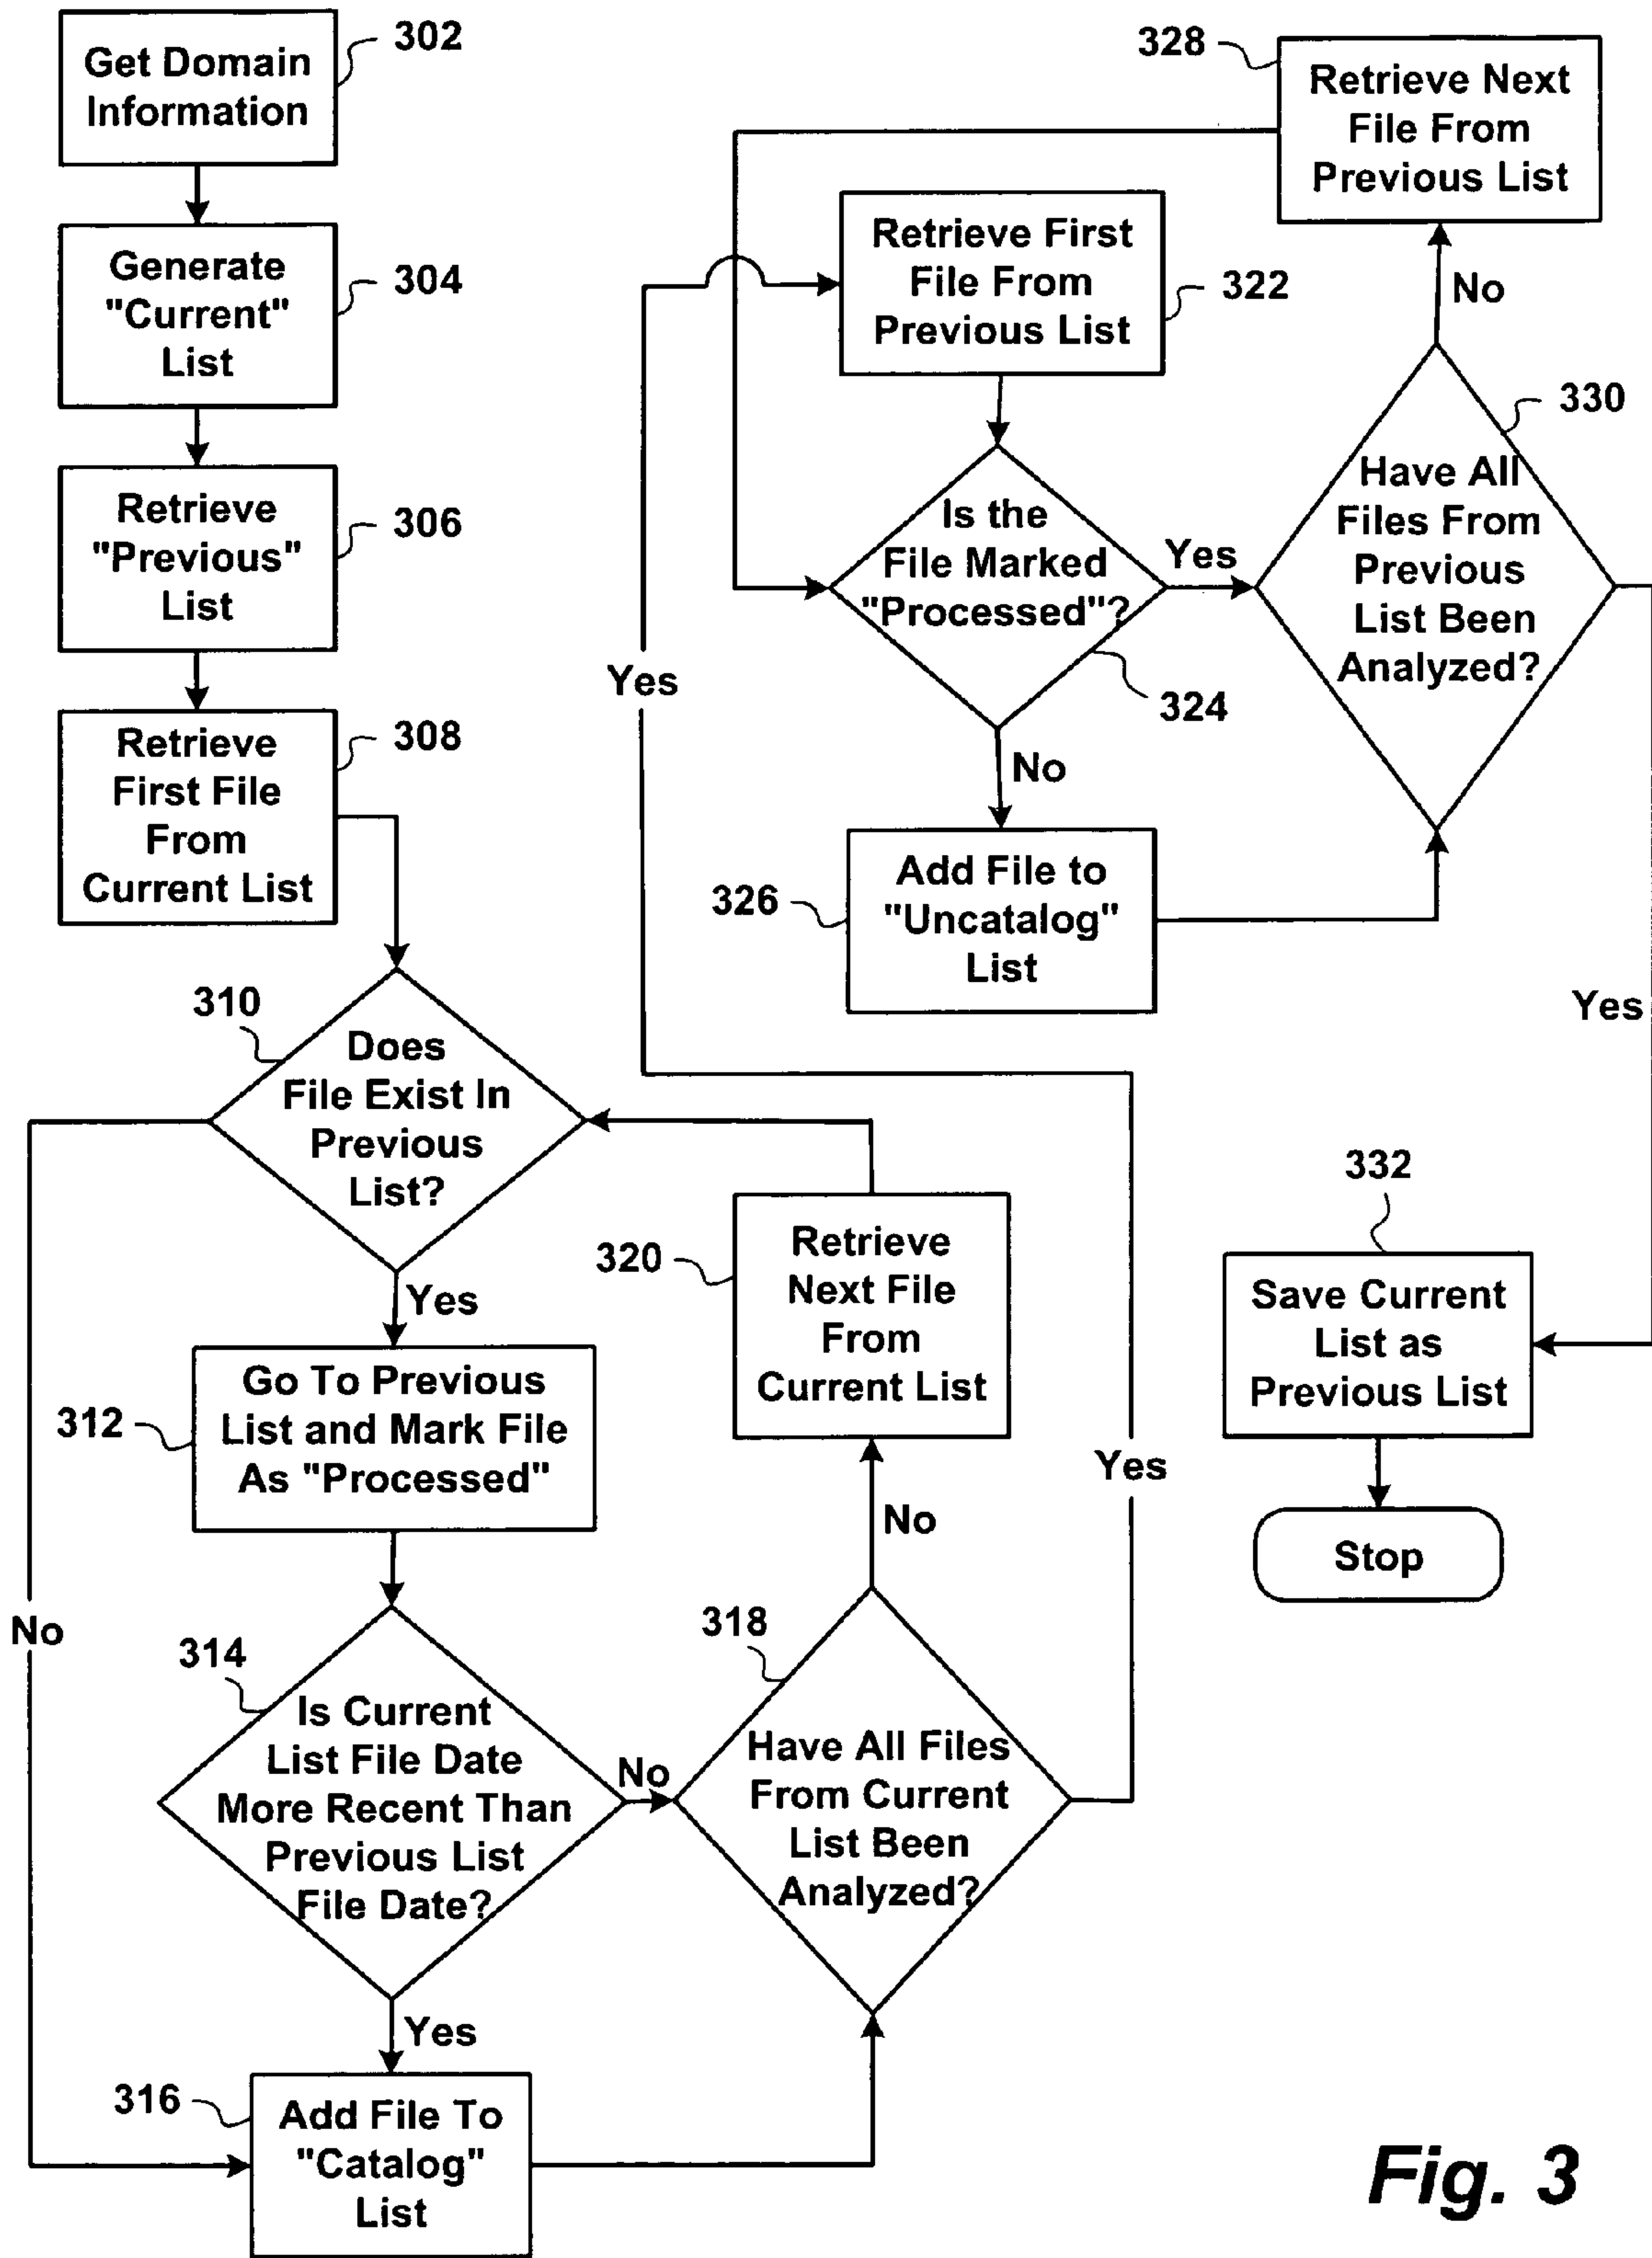 302
Get Domain
Information
304
Generate
"Current"
List
306
Retrieve
"Previous"
List
308
Retrieve
First File
From
Current List
310
Does
File Exist In
Previous
List?
Yes
No
312
Go To Previous
List and Mark File
As "Processed"
314
Is Current
List File Date
More Recent Than
Previous List
File Date?
No
Yes
316
Add File To
"Catalog"
List
318
Have All Files
From Current
List Been
Analyzed?
No
Yes
Yes
320
Retrieve
Next File
From
Current List
322
Retrieve First
File From
Previous List
324
Is the
File Marked
"Processed"?
Yes
No
326
Add File to
"Uncatalog"
List
328
Retrieve Next
File From
Previous List
330
Have All
Files From
Previous
List Been
Analyzed?
No
Yes
332
Save Current
List as
Previous List
Stop
Fig. 3